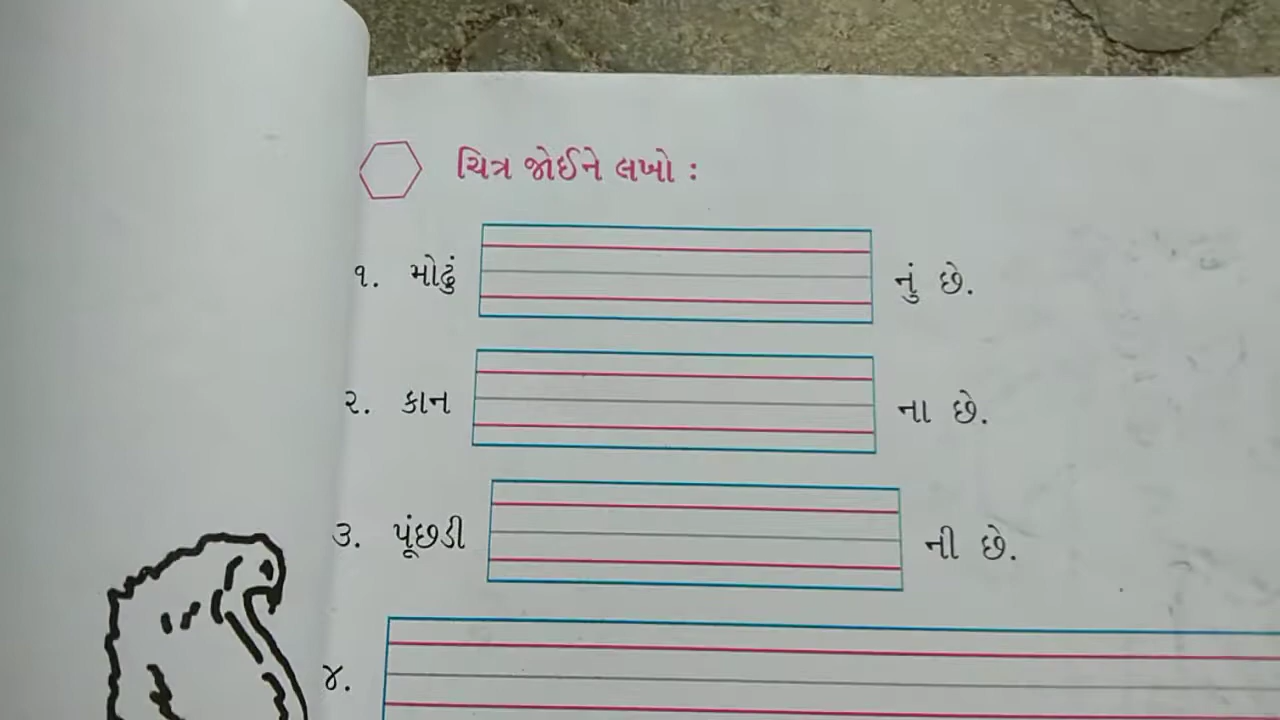 ચિત્ર જોઈને લખો :
૧. મોઢું નું છે.
૨. કાન ના છે.
૩. પૂંછડી ની છે.
૪.